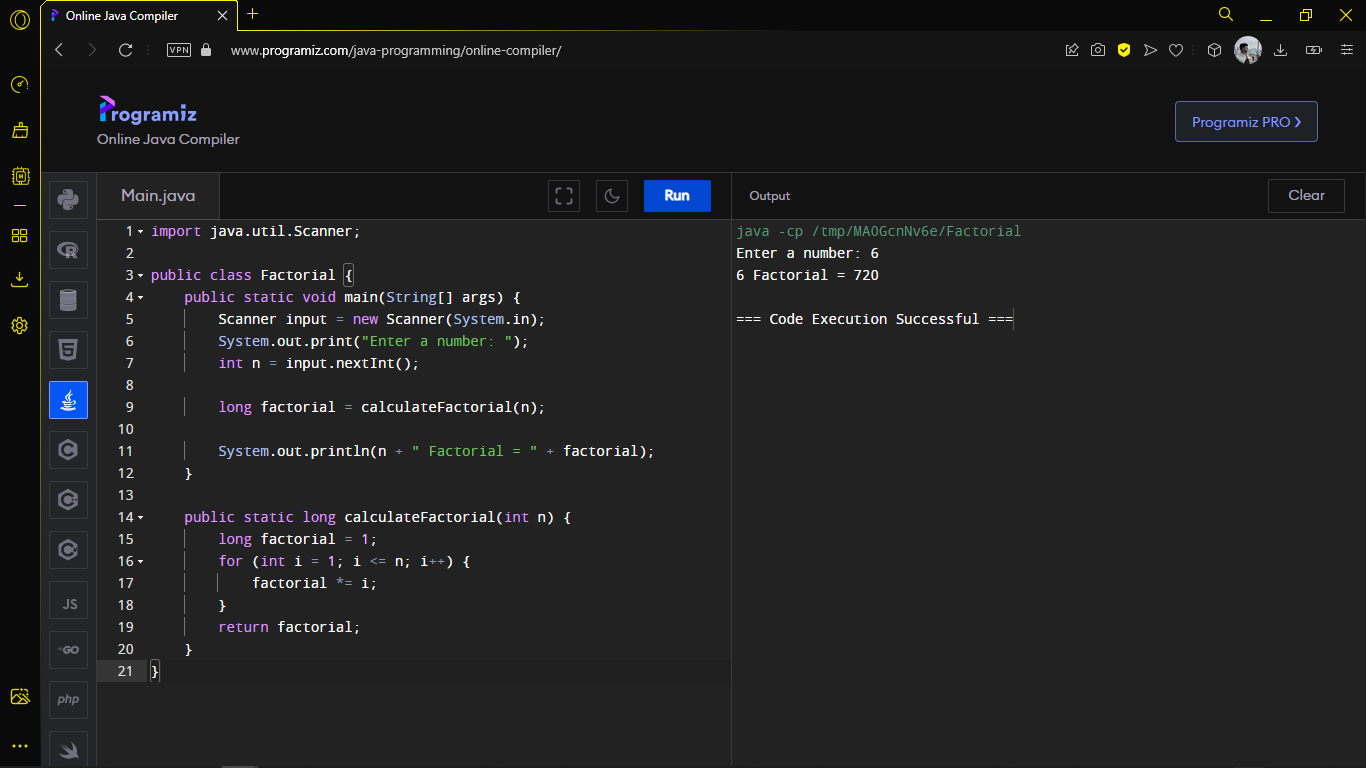 Online Java Compiler
VPN
www.programiz.com/java-programming/online-compiler/
Programiz
Online Java Compiler
Programiz PRO ❯
Main.java
Run
Output
Clear
1 import java.util.Scanner;
2
3 public class Factorial {
4     public static void main(String[] args) {
5         Scanner input = new Scanner(System.in);
6         System.out.print("Enter a number: ");
7         int n = input.nextInt();
8
9         long factorial = calculateFactorial(n);
10
11         System.out.println(n + " Factorial = " + factorial);
12     }
13
14     public static long calculateFactorial(int n) {
15         long factorial = 1;
16         for (int i = 1; i <= n; i++) {
17             factorial *= i;
18         }
19         return factorial;
20     }
21 }
java -cp /tmp/MAOGcnNv6e/Factorial
Enter a number: 6
6 Factorial = 720
=== Code Execution Successful ===
R
5
C
C
C
JS
GO
php
M